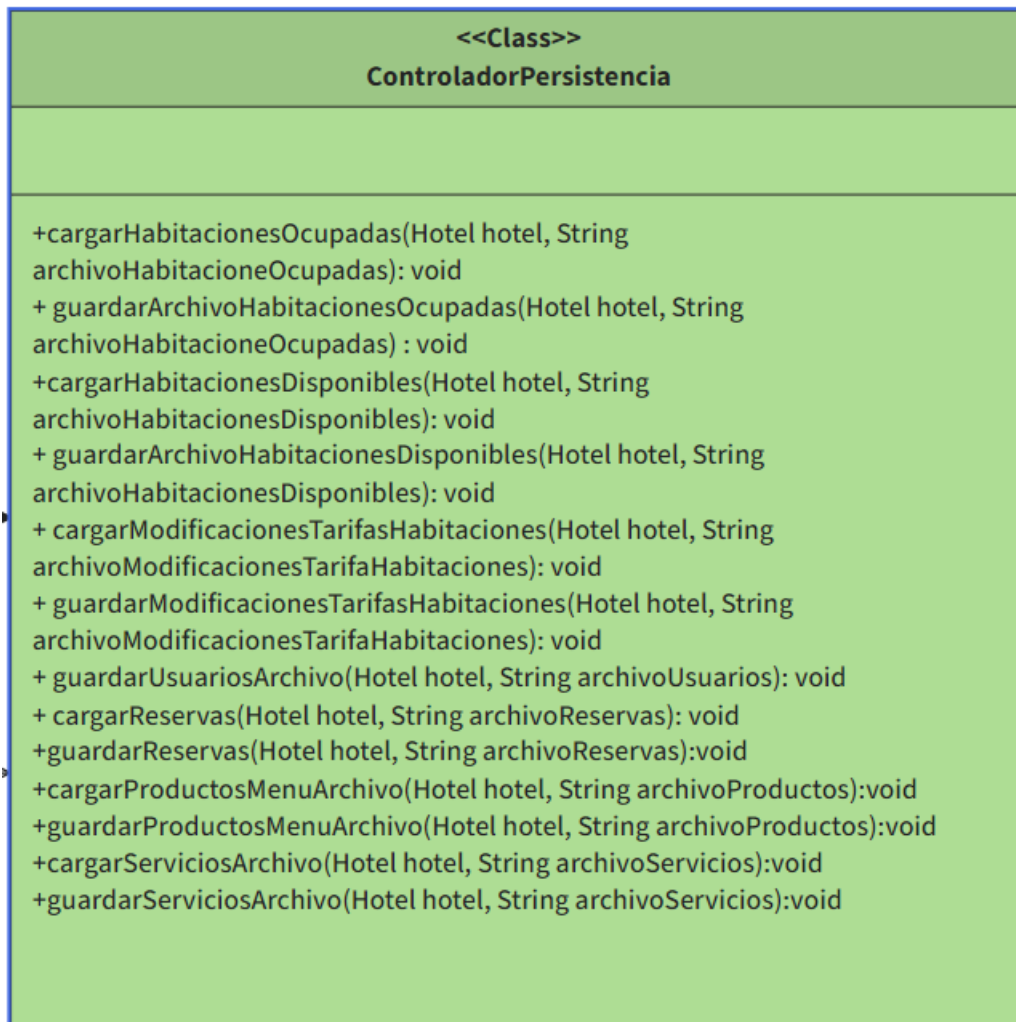 <<Class>>
ControladorPersistencia
+cargarHabitacionesOcupadas(Hotel hotel, String
archivoHabitacioneOcupadas): void
+ guardarArchivoHabitacionesOcupadas(Hotel hotel, String
archivoHabitacioneOcupadas) : void
+cargarHabitacionesDisponibles(Hotel hotel, String
archivoHabitacionesDisponibles): void
+ guardarArchivoHabitacionesDisponibles(Hotel hotel, String
archivoHabitacionesDisponibles): void
+ cargarModificacionesTarifasHabitaciones(Hotel hotel, String
archivoModificacionesTarifaHabitaciones): void
+ guardarModificacionesTarifasHabitaciones(Hotel hotel, String
archivoModificacionesTarifaHabitaciones): void
+ guardarUsuariosArchivo(Hotel hotel, String archivoUsuarios): void
+ cargarReservas(Hotel hotel, String archivoReservas): void
+guardarReservas(Hotel hotel, String archivoReservas):void
+cargarProductosMenuArchivo(Hotel hotel, String archivoProductos):void
+guardarProductosMenuArchivo(Hotel hotel, String archivoProductos):void
+cargarServiciosArchivo(Hotel hotel, String archivoServicios):void
+guardarServiciosArchivo(Hotel hotel, String archivoServicios):void